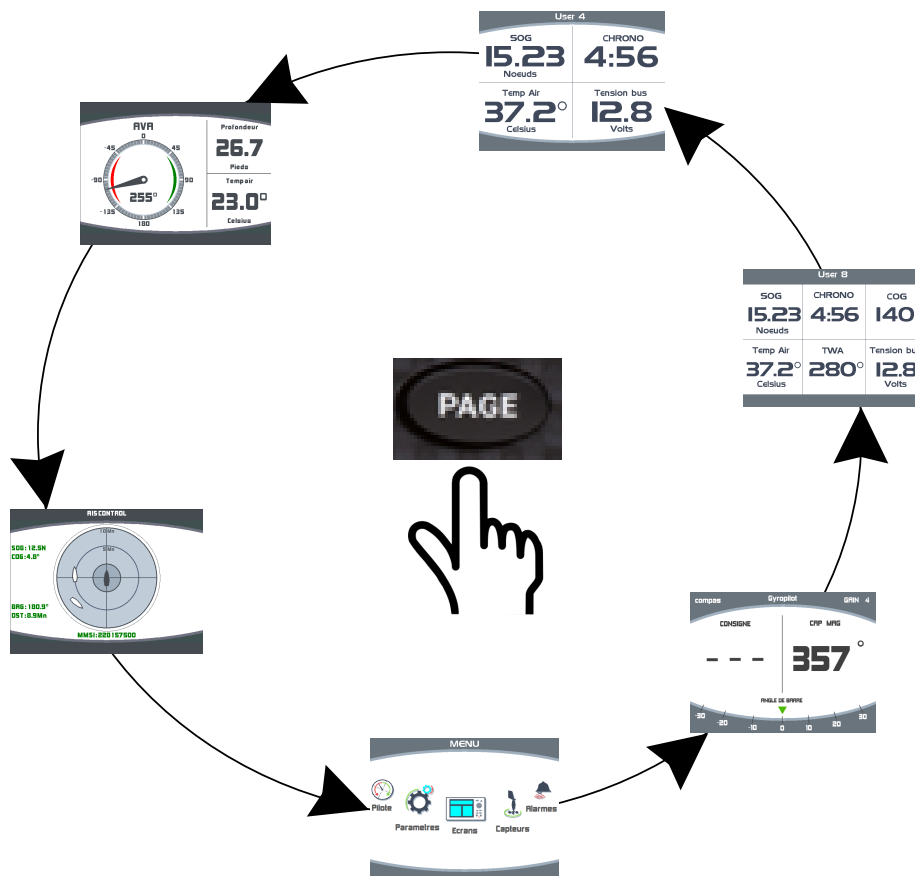 User 4
SOG
15.23
Noeuds
CHRONO
4:56
Temp Air
37.2°
Celsius
Tension bus
12.8
Volts
AVA
0
-45
45
-90
90
255°
-135
135
180
Profondeur
26.7
Pieds
Temp air
23.0°
Celsius
User 8
SOG
15.23
Noeuds
CHRONO
4:56
COG
140
Temp Air
37.2°
Celsius
TWA
280°
Tension bu
12.8
Volts
PAGE
AIS CONTROL
10Mn
5Mn
SOG:12.5N
COG:4.8°
BRG:180.9°
DST:8.9Mn
MMSI:220157500
compas
Gyropilot
GAIN 4
CONSIGNE
- - -
CAP MAG
357°
ANGLE DE BARRE
-30
-20
-10
0
10
20
30
MENU
Pilote
Parametres
Ecrans
Capteurs
Alarmes